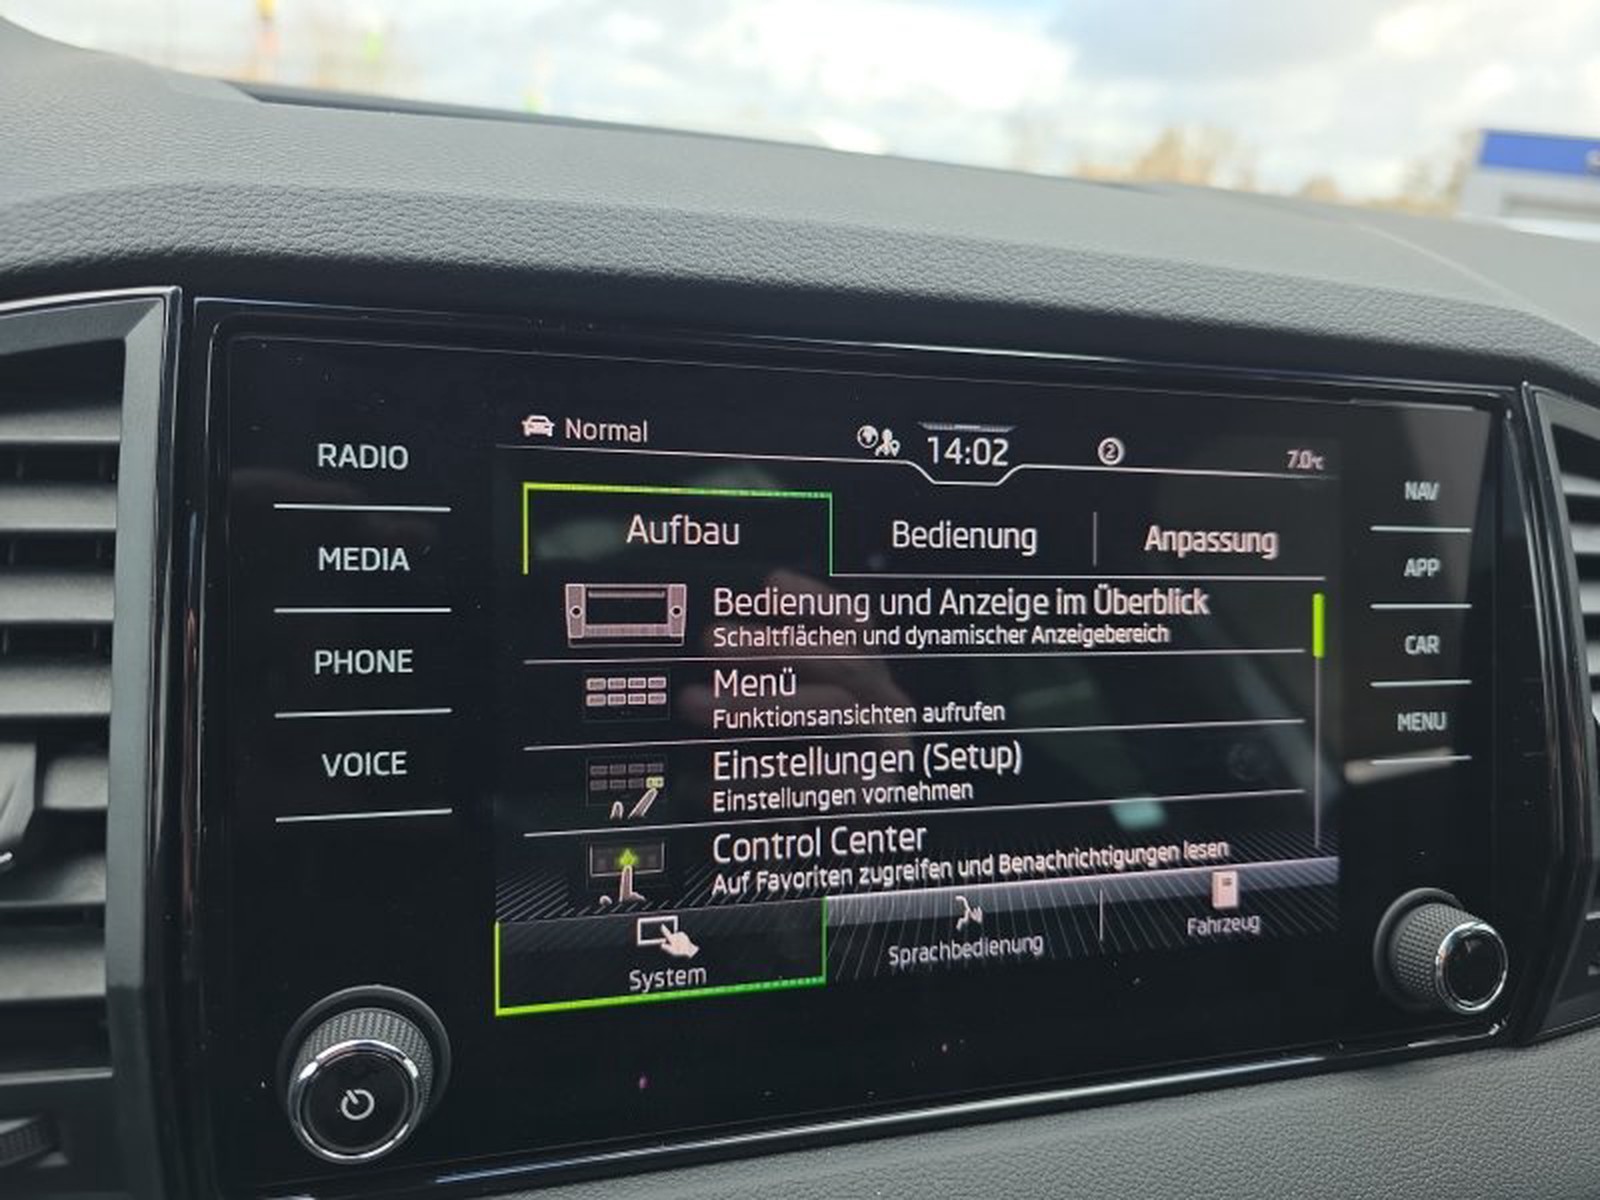 RADIO
MEDIA
PHONE
VOICE
Normal
14:02
2
7.0°C
Aufbau
Bedienung
Anpassung
Bedienung und Anzeige im Überblick
Schaltflächen und dynamischer Anzeigebereich
Menü
Funktionsansichten aufrufen
Einstellungen (Setup)
Einstellungen vornehmen
Control Center
Auf Favoriten zugreifen und Benachrichtigungen lesen
System
Sprachbedienung
Fahrzeug
NAV
APP
CAR
MENU